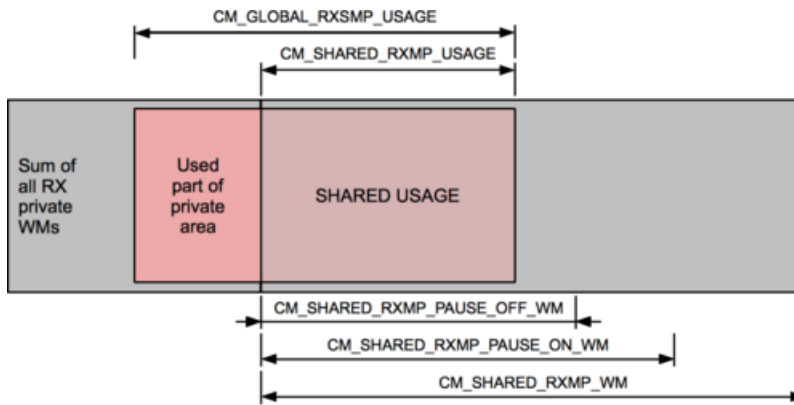 CM_GLOBAL_RXSMP_USAGE
CM_SHARED_RXMP_USAGE
Sum of
all RX
private
WMs
Used
part of
private
area
SHARED USAGE
CM_SHARED_RXMP_PAUSE_OFF_WM
CM_SHARED_RXMP_PAUSE_ON_WM
CM_SHARED_RXMP_WM